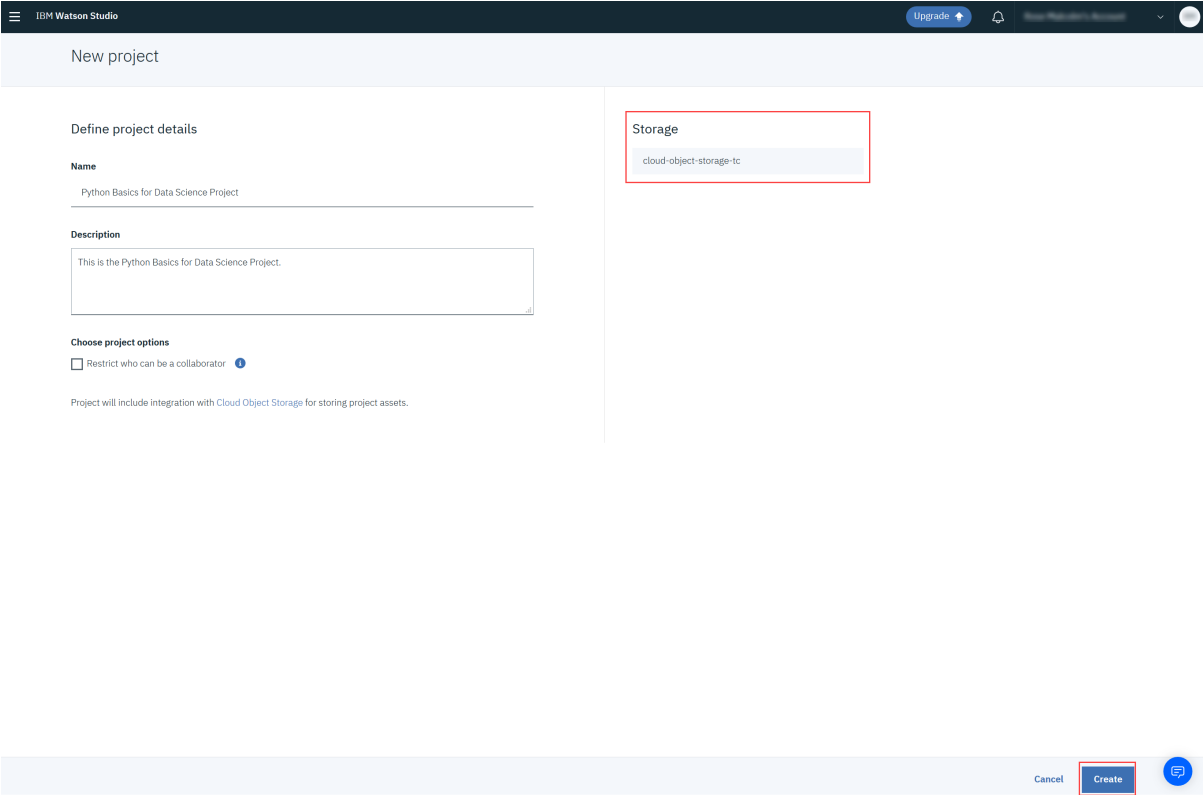 IBM Watson Studio
Upgrade
New project
Define project details
Name
Python Basics for Data Science Project
Description
This is the Python Basics for Data Science Project.
Choose project options
Restrict who can be a collaborator
Project will include integration with Cloud Object Storage for storing project assets.
Storage
cloud-object-storage-tc
Cancel
Create